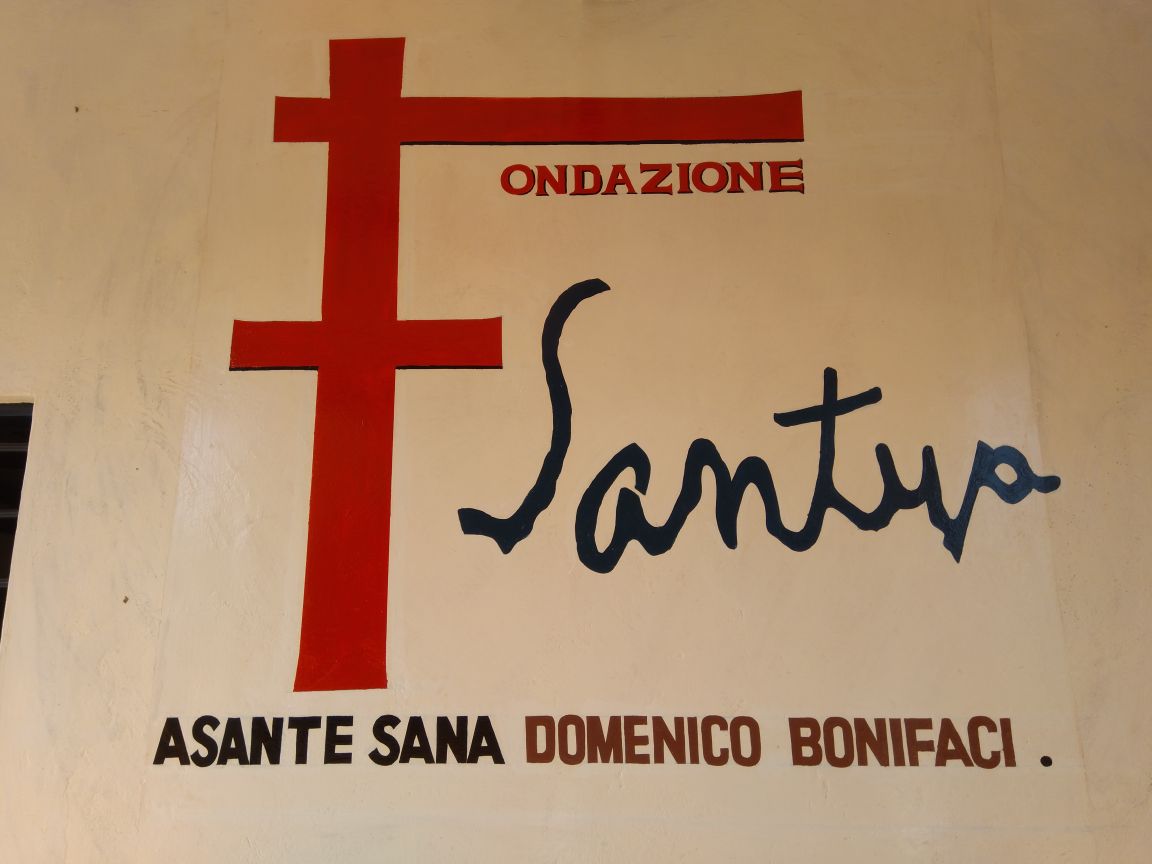 FONDAZIONE
ASANTE SANA DOMENICO BONIFACI .